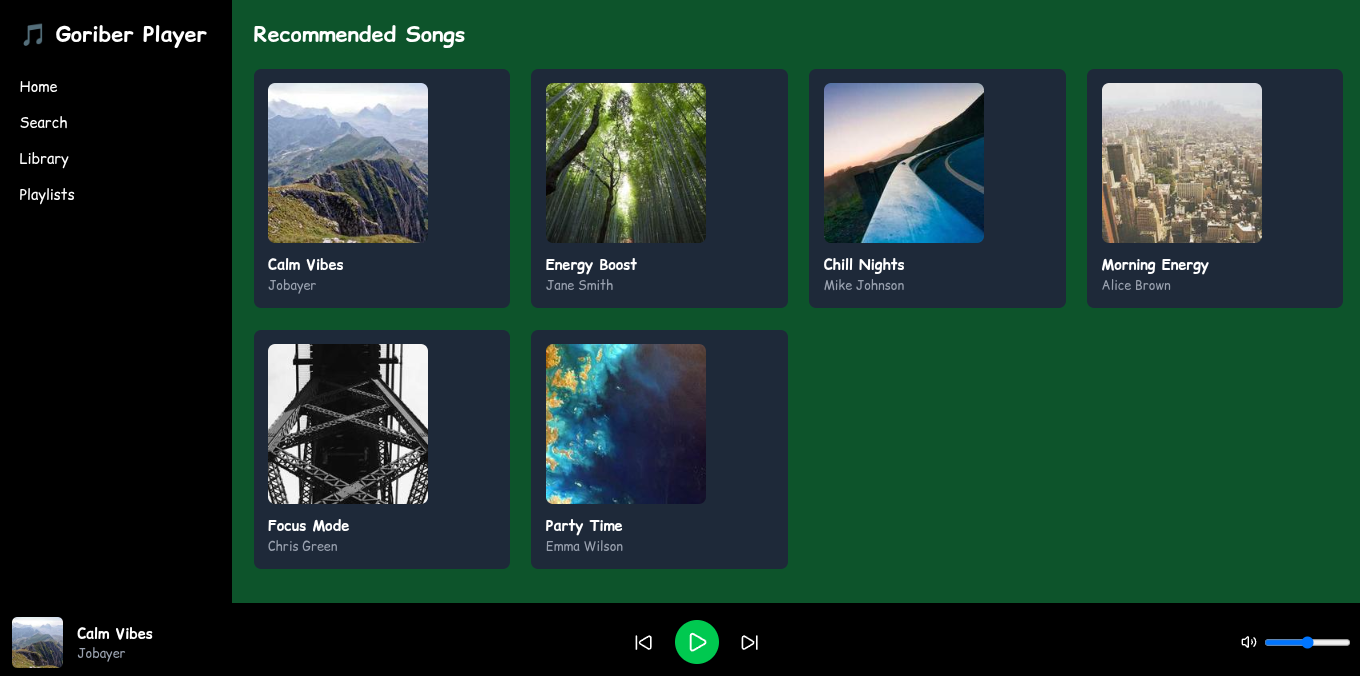 🎵 Goriber Player
Home
Search
Library
Playlists
Recommended Songs
Calm Vibes
Jobayer
Energy Boost
Jane Smith
Chill Nights
Mike Johnson
Morning Energy
Alice Brown
Focus Mode
Chris Green
Party Time
Emma Wilson
Calm Vibes
Jobayer